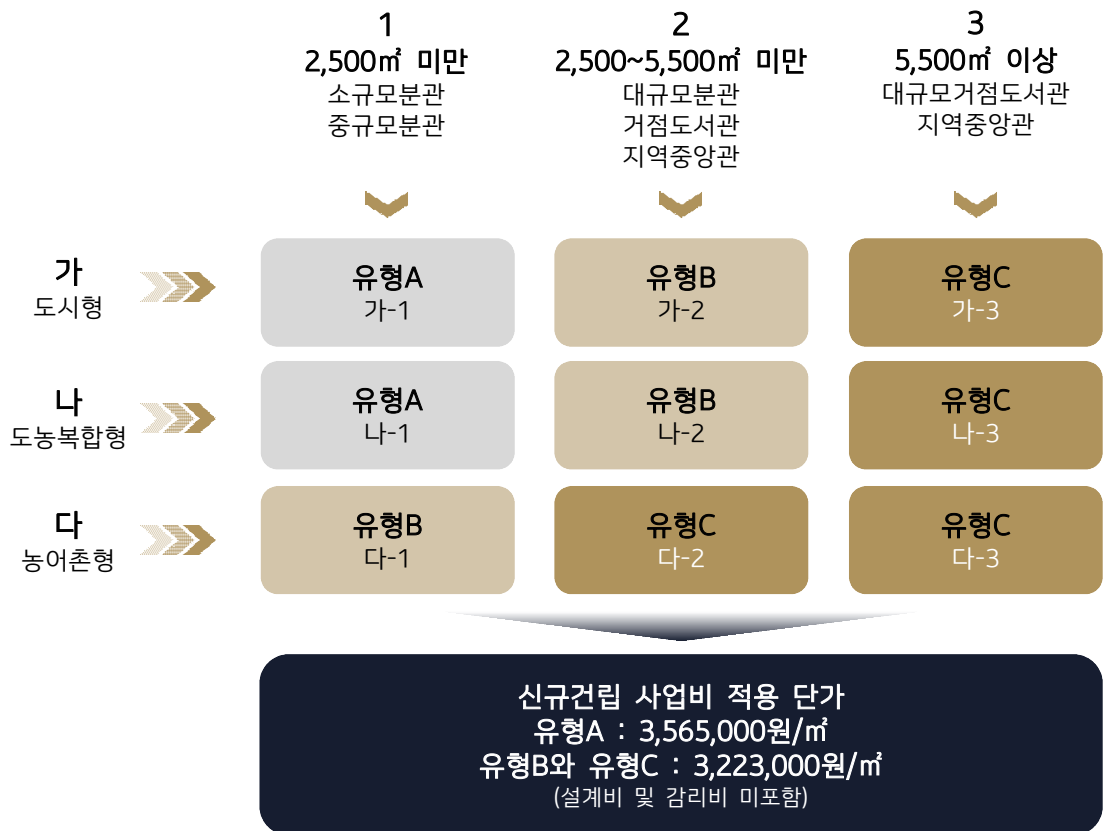 1
2,500㎡ 미만
소규모분관
중규모분관
2
2,500~5,500㎡ 미만
대규모분관
거점도서관
지역중앙관
3
5,500㎡ 이상
대규모거점도서관
지역중앙관
가
도시형
유형A
가-1
유형B
가-2
유형C
가-3
나
도농복합형
유형A
나-1
유형B
나-2
유형C
나-3
다
농어촌형
유형B
다-1
유형C
다-2
유형C
다-3
신규건립 사업비 적용 단가
유형A : 3,565,000원/㎡
유형B와 유형C : 3,223,000원/㎡
(설계비 및 감리비 미포함)